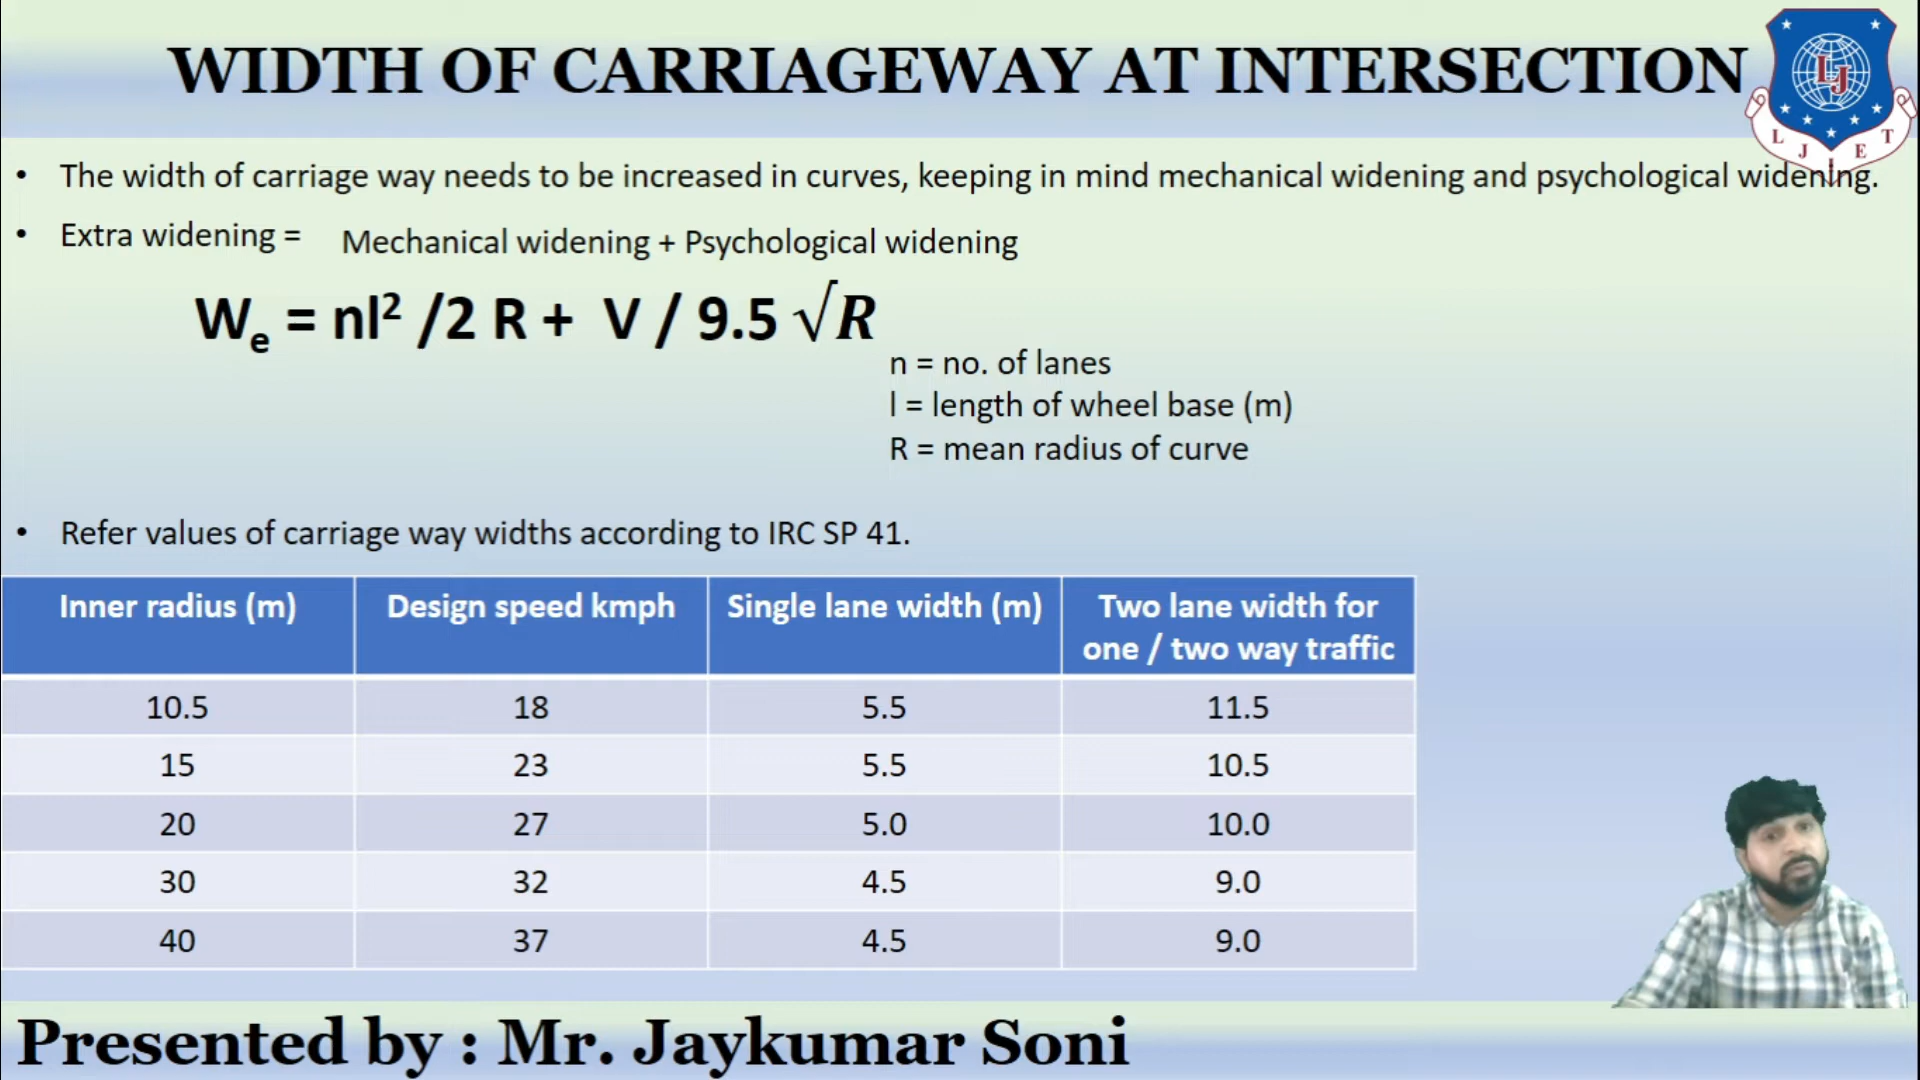 WIDTH OF CARRIAGEWAY AT INTERSECTION
LJ
L J I E T
• The width of carriage way needs to be increased in curves, keeping in mind mechanical widening and psychological widening.
• Extra widening = Mechanical widening + Psychological widening
Wₑ = nl² /2 R + V / 9.5 √R
n = no. of lanes
l = length of wheel base (m)
R = mean radius of curve
• Refer values of carriage way widths according to IRC SP 41.
Inner radius (m) Design speed kmph Single lane width (m) Two lane width for
one / two way traffic
10.5 18 5.5 11.5
15 23 5.5 10.5
20 27 5.0 10.0
30 32 4.5 9.0
40 37 4.5 9.0
Presented by : Mr. Jaykumar Soni